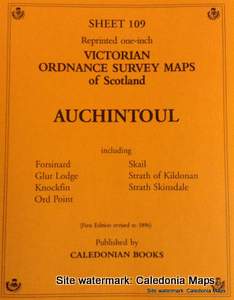 SHEET 109
Reprinted one-inch
VICTORIAN
ORDNANCE SURVEY MAPS
of Scotland
AUCHINTOUL
including
Forsinard
Glut Lodge
Knockfin
Ord Point
Skail
Strath of Kildonan
Strath Skinsdale
(First Edition revised to 1896)
Published by
CALEDONIAN BOOKS
Site watermark: Caledonia Maps
Site watermark: Caledonia Maps